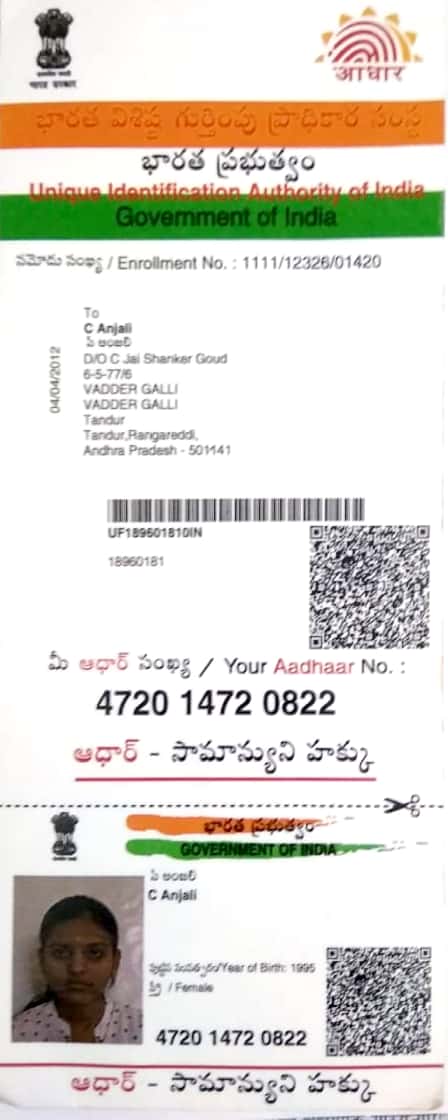 भारत सरकार
आधार
భారత విశిష్ట గుర్తింపు ప్రాధికార సంస్థ
భారత ప్రభుత్వం
Unique Identification Authority of India
Government of India
నమోదు సంఖ్య / Enrollment No. : 1111/12326/01420
04/04/2012
To
C Anjali
సి అంజలి
D/O C Jai Shanker Goud
6-5-77/6
VADDER GALLI
VADDER GALLI
Tandur
Tandur,Rangareddi,
Andhra Pradesh - 501141
UF189601810IN
18960181
మీ ఆధార్ సంఖ్య / Your Aadhaar No. :
4720 1472 0822
ఆధార్ - సామాన్యుని హక్కు
భారత ప్రభుత్వం
GOVERNMENT OF INDIA
సి అంజలి
C Anjali
పుట్టిన సంవత్సరం/Year of Birth: 1995
స్త్రీ / Female
4720 1472 0822
ఆధార్ - సామాన్యుని హక్కు